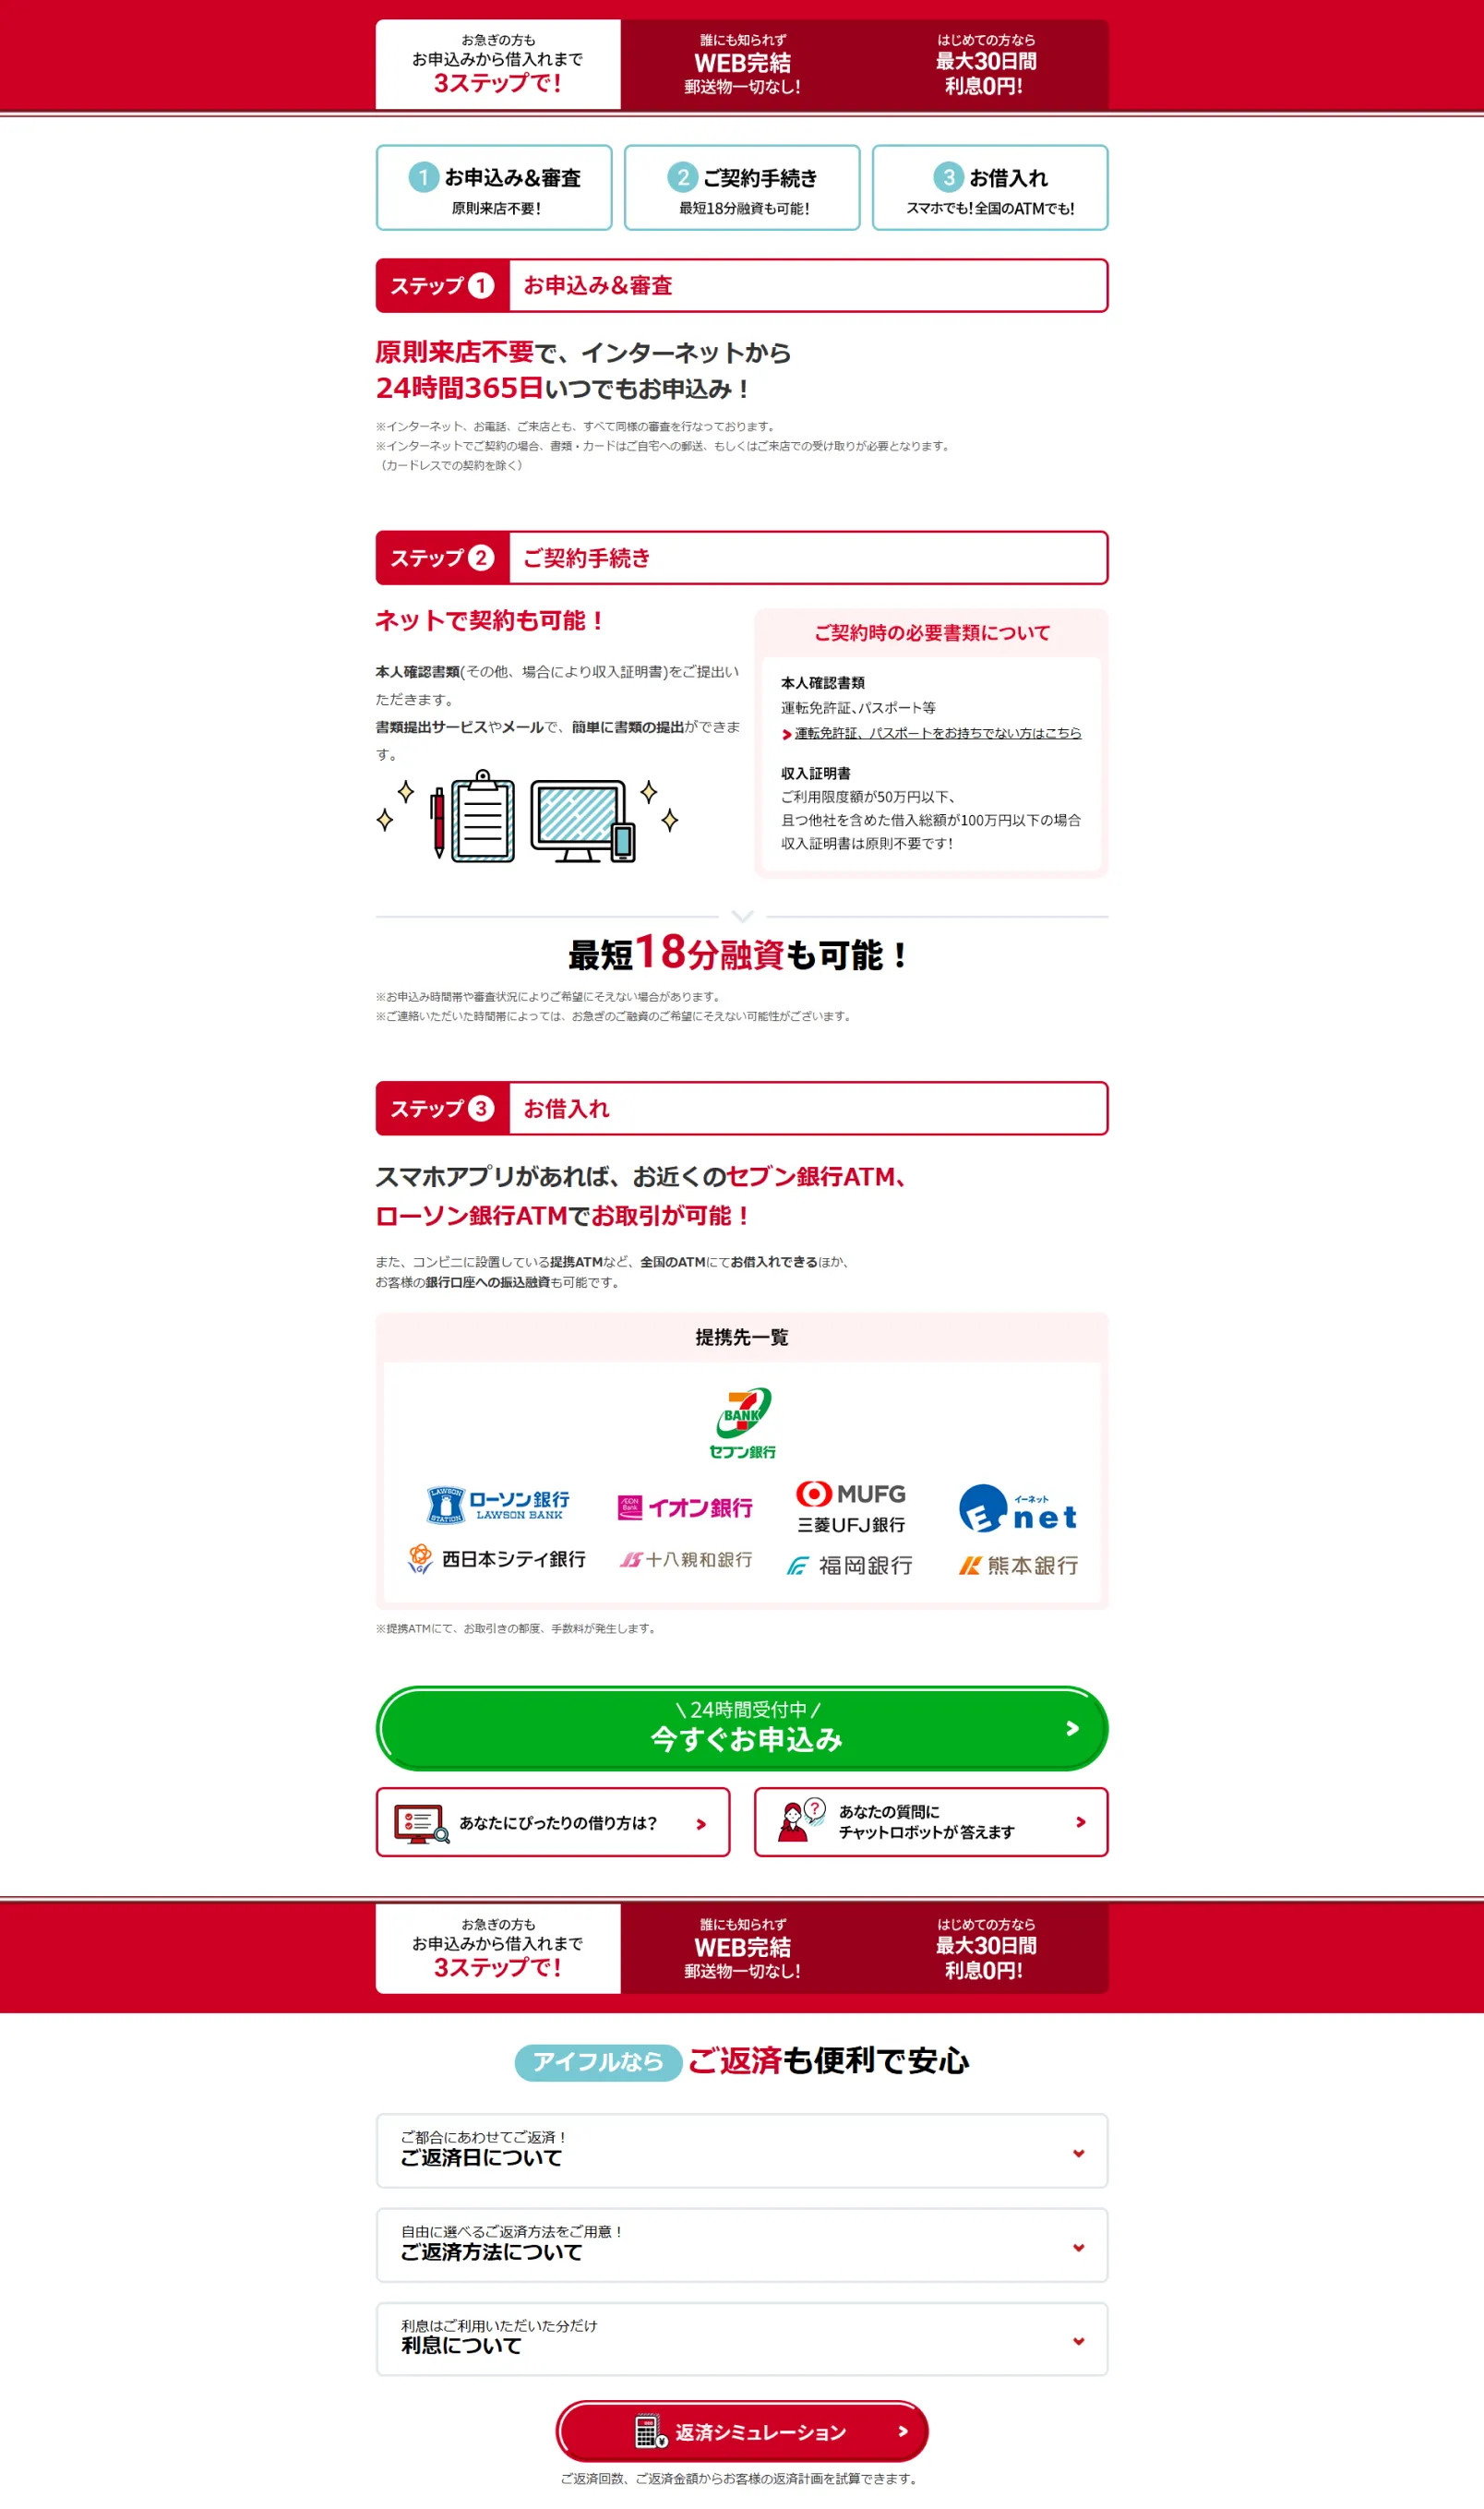 お急ぎの方も
お申込みから借入れまで
3ステップで!
誰にも知られず
WEB完結
郵送物一切なし!
はじめての方なら
最大30日間
利息0円!
1 お申込み&審査
原則来店不要!
2 ご契約手続き
最短18分融資も可能!
3 お借入れ
スマホでも!全国のATMでも!
ステップ1 お申込み&審査
原則来店不要で、インターネットから
24時間365日いつでもお申込み！
※インターネット、お電話、ご来店とも、すべて同様の審査を行なっております。
※インターネットでご契約の場合、書類・カードはご自宅への郵送、もしくはご来店での受け取りが必要となります。
（カードレスでの契約を除く）
ステップ2 ご契約手続き
ネットで契約も可能！
本人確認書類(その他、場合により収入証明書)をご提出い
ただきます。
書類提出サービスやメールで、簡単に書類の提出ができま
す。
ご契約時の必要書類について
本人確認書類
運転免許証、パスポート等
運転免許証、パスポートをお持ちでない方はこちら
収入証明書
ご利用限度額が50万円以下、
且つ他社を含めた借入総額が100万円以下の場合
収入証明書は原則不要です!
最短18分融資も可能！
※お申込み時間帯や審査状況によりご希望にそえない場合があります。
※ご連絡いただいた時間帯によっては、お急ぎのご融資のご希望にそえない可能性がございます。
ステップ3 お借入れ
スマホアプリがあれば、お近くのセブン銀行ATM、
ローソン銀行ATMでお取引が可能！
また、コンビニに設置している提携ATMなど、全国のATMにてお借入れできるほか、
お客様の銀行口座への振込融資も可能です。
提携先一覧
7 BANK
セブン銀行
LAWSON STATION ローソン銀行 LAWSON BANK
AEON Bank イオン銀行
MUFG
三菱UFJ銀行
E イーネット net
西日本シティ銀行
十八親和銀行
福岡銀行
熊本銀行
※提携ATMにて、お取引きの都度、手数料が発生します。
\ 24時間受付中 /
今すぐお申込み
あなたにぴったりの借り方は?
?
あなたの質問に
チャットロボットが答えます
お急ぎの方も
お申込みから借入れまで
3ステップで!
誰にも知られず
WEB完結
郵送物一切なし!
はじめての方なら
最大30日間
利息0円!
アイフルなら ご返済も便利で安心
ご都合にあわせてご返済！
ご返済日について
自由に選べるご返済方法をご用意！
ご返済方法について
利息はご利用いただいた分だけ
利息について
¥ 返済シミュレーション
ご返済回数、ご返済金額からお客様の返済計画を試算できます。